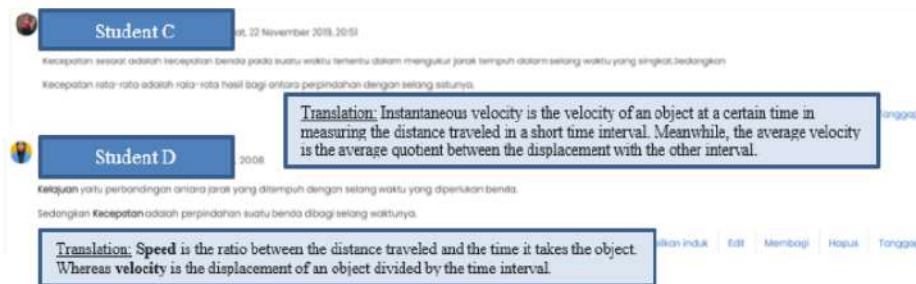 Student C
at, 22 November 2019, 20:51
Kecepatan sesaat adalah kecepatan benda pada suatu waktu tertentu dalam mengukur jarak tempuh dalam selang waktu yang singkat.Sedangkan
Kecepatan rata-rata adalah rata-rata hasil bagi antara perpindahan dengan selang satunya.
Translation: Instantaneous velocity is the velocity of an object at a certain time in
measuring the distance traveled in a short time interval. Meanwhile, the average velocity
is the average quotient between the displacement with the other interval.
Tanggap
Student D
20:08
Kelajuan yaitu perbandingan antara jarak yang ditempuh dengan selang waktu yang diperlukan benda.
Sedangkan Kecepatan adalah perpindahan suatu benda dibagi selang waktunya.
Translation: Speed is the ratio between the distance traveled and the time it takes the object.
Whereas velocity is the displacement of an object divided by the time interval.
ilkan induk Edit Membagi Hapus Tanggap